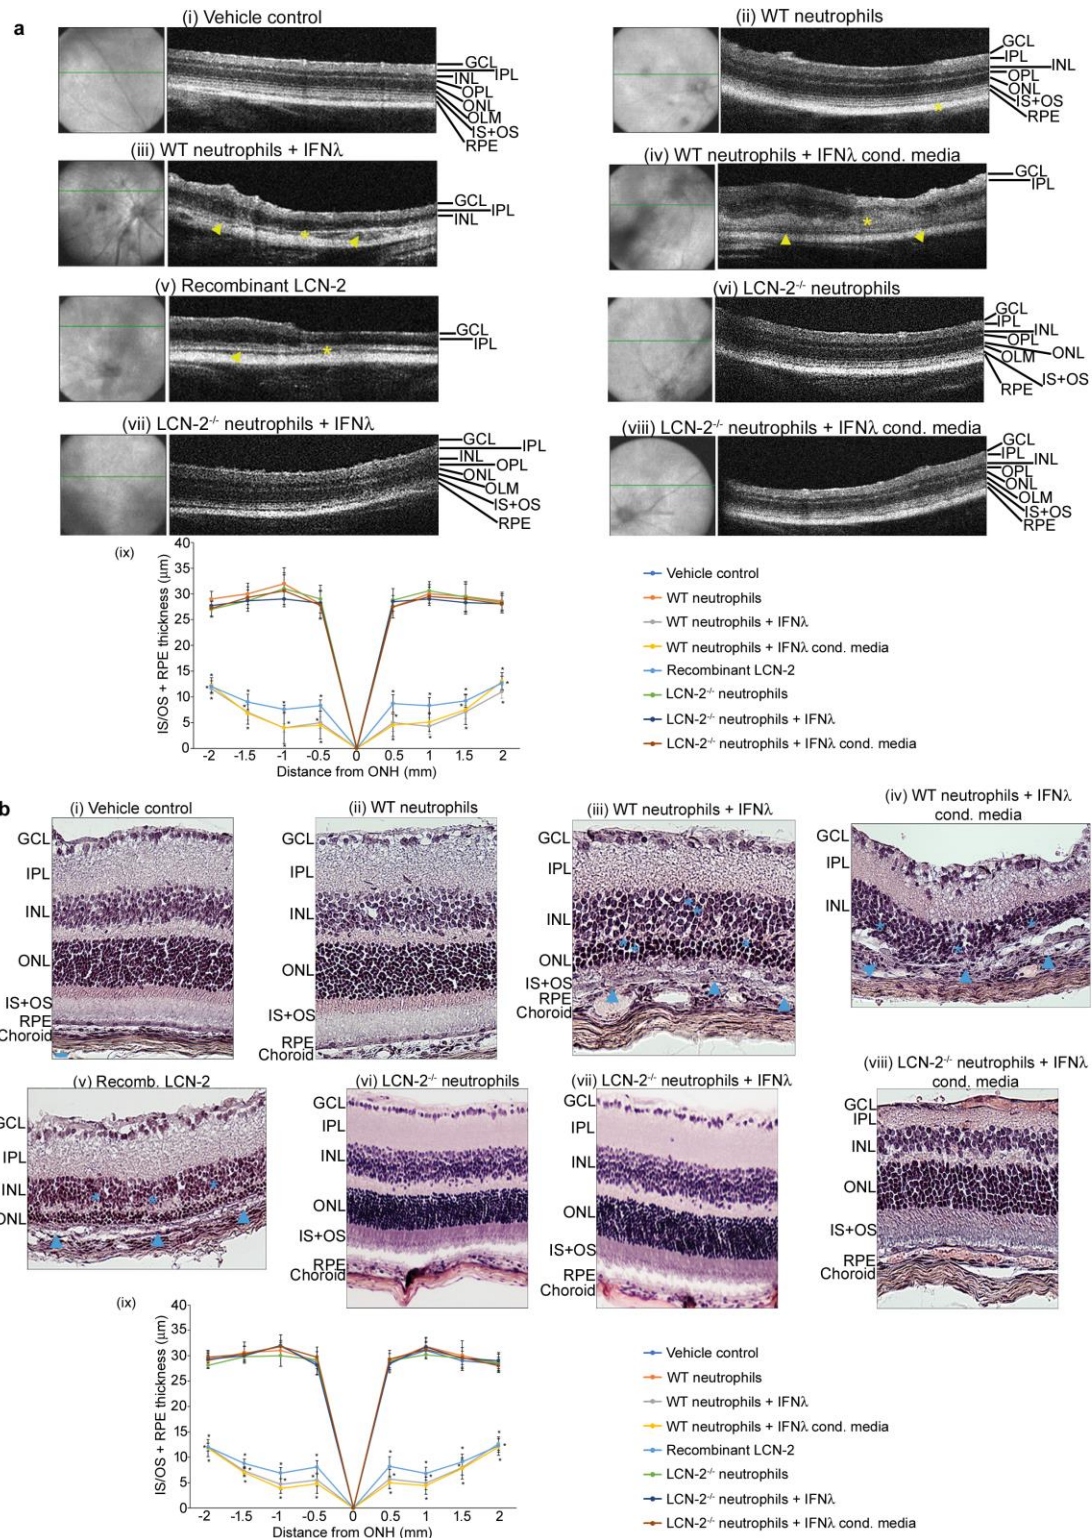 a
(i) Vehicle control
GCL
IPL
INL
OPL
ONL
OLM
IS+OS
RPE
(ii) WT neutrophils
GCL
IPL
INL
OPL
ONL
IS+OS
RPE
(iii) WT neutrophils + IFNλ
GCL
IPL
INL
(iv) WT neutrophils + IFNλ cond. media
GCL
IPL
(v) Recombinant LCN-2
GCL
IPL
(vi) LCN-2-/- neutrophils
GCL
IPL
INL
OPL
ONL
OLM
IS+OS
RPE
(vii) LCN-2-/- neutrophils + IFNλ
GCL
IPL
INL
OPL
ONL
OLM
IS+OS
RPE
(viii) LCN-2-/- neutrophils + IFNλ cond. media
GCL
IPL
INL
OPL
ONL
OLM
IS+OS
RPE
(ix)
IS/OS + RPE thickness (μm)
40
35
30
25
20
15
10
5
0
-2 -1.5 -1 -0.5 0 0.5 1 1.5 2
Distance from ONH (mm)
Vehicle control
WT neutrophils
WT neutrophils + IFNλ
WT neutrophils + IFNλ cond. media
Recombinant LCN-2
LCN-2-/- neutrophils
LCN-2-/- neutrophils + IFNλ
LCN-2-/- neutrophils + IFNλ cond. media
b
(i) Vehicle control
GCL
IPL
INL
ONL
IS+OS
RPE
Choroid
(ii) WT neutrophils
GCL
IPL
INL
ONL
IS+OS
RPE
Choroid
(iii) WT neutrophils + IFNλ
GCL
IPL
INL
ONL
IS+OS
RPE
Choroid
(iv) WT neutrophils + IFNλ
cond. media
GCL
IPL
INL
(v) Recomb. LCN-2
GCL
IPL
INL
ONL
(vi) LCN-2-/- neutrophils
GCL
IPL
INL
ONL
IS+OS
RPE
Choroid
(vii) LCN-2-/- neutrophils + IFNλ
GCL
IPL
INL
ONL
IS+OS
RPE
Choroid
(viii) LCN-2-/- neutrophils + IFNλ
cond. media
GCL
IPL
INL
ONL
IS+OS
RPE
Choroid
(ix)
IS/OS + RPE thickness (μm)
40
35
30
25
20
15
10
5
0
-2 -1.5 -1 -0.5 0 0.5 1 1.5 2
Distance from ONH (mm)
Vehicle control
WT neutrophils
WT neutrophils + IFNλ
WT neutrophils + IFNλ cond. media
Recombinant LCN-2
LCN-2-/- neutrophils
LCN-2-/- neutrophils + IFNλ
LCN-2-/- neutrophils + IFNλ cond. media